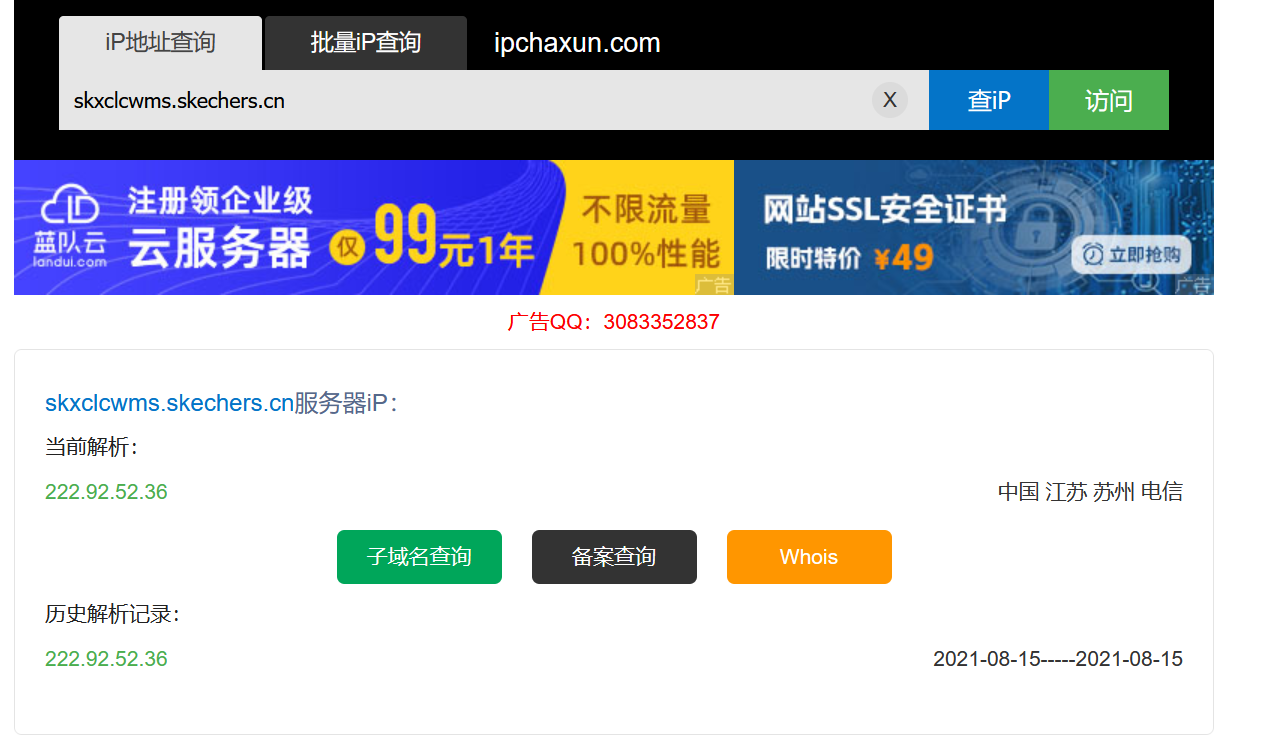 iP地址查询 批量iP查询 ipchaxun.com
skxclcwms.skechers.cn X 查iP 访问
蓝队云 landui.com 注册领企业级 云服务器 仅99元1年 不限流量 100%性能 广告
网站SSL安全证书 限时特价 ¥49 立即抢购 广告
广告QQ：3083352837
skxclcwms.skechers.cn服务器iP：
当前解析：
222.92.52.36 中国 江苏 苏州 电信
子域名查询 备案查询 Whois
历史解析记录：
222.92.52.36 2021-08-15-----2021-08-15